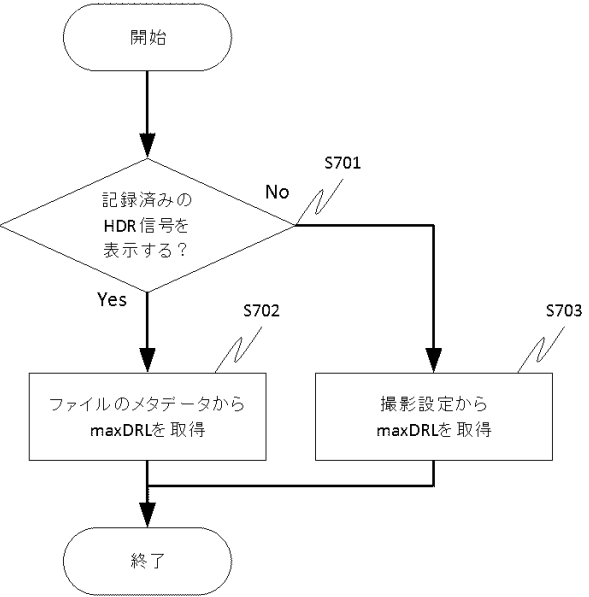 開始
S701
記録済みの
HDR信号を
表示する？
No
Yes
S702
S703
ファイルのメタデータから
maxDRLを取得
撮影設定から
maxDRLを取得
終了